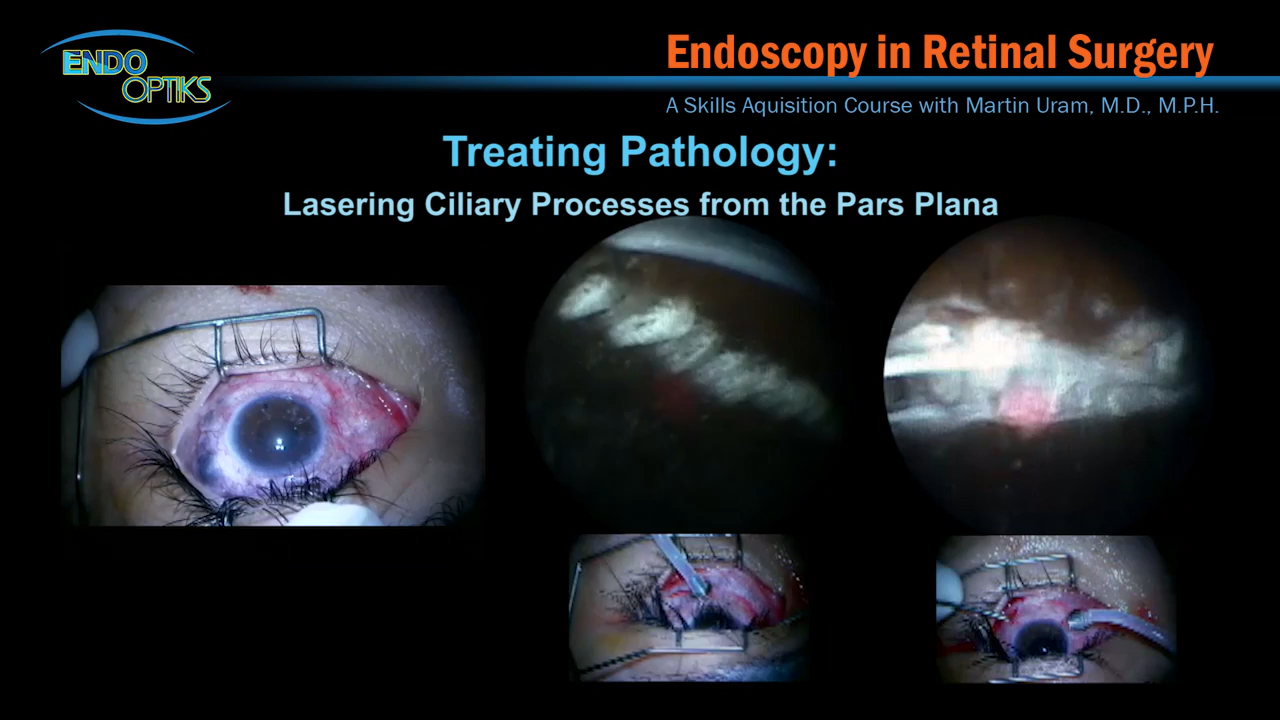 ENDO
OPTIKS
Endoscopy in Retinal Surgery
A Skills Aquisition Course with Martin Uram, M.D., M.P.H.
Treating Pathology:
Lasering Ciliary Processes from the Pars Plana